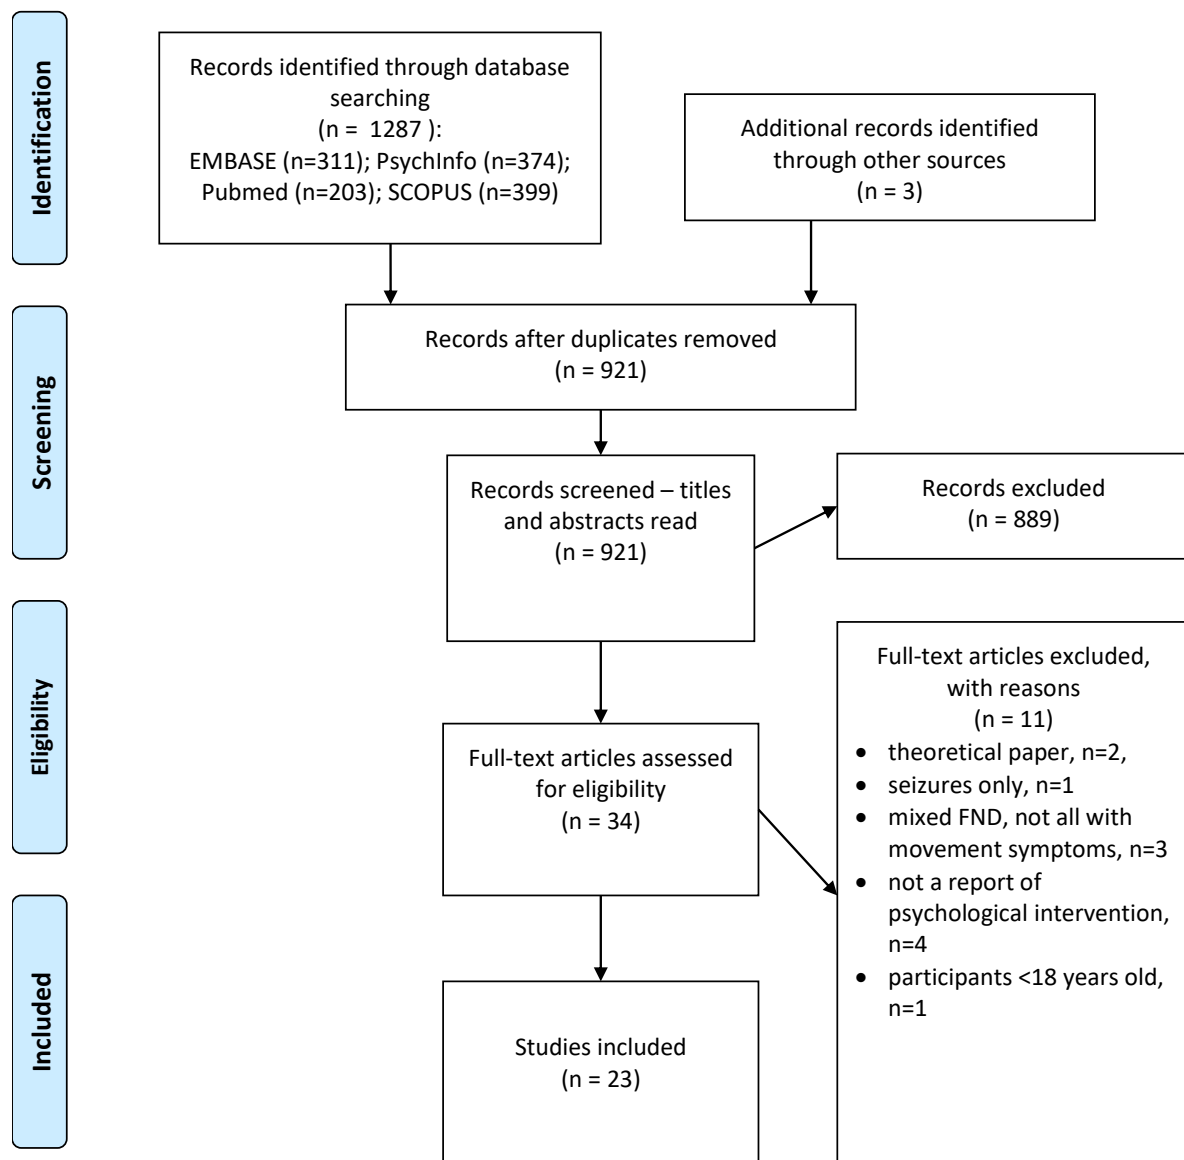 Identification
Records identified through database
searching
(n = 1287 ):
EMBASE (n=311); PsychInfo (n=374);
Pubmed (n=203); SCOPUS (n=399)
Additional records identified
through other sources
(n = 3)
Screening
Records after duplicates removed
(n = 921)
Records screened – titles
and abstracts read
(n = 921)
Records excluded
(n = 889)
Eligibility
Full-text articles assessed
for eligibility
(n = 34)
Full-text articles excluded,
with reasons
(n = 11)
• theoretical paper, n=2,
• seizures only, n=1
• mixed FND, not all with
movement symptoms, n=3
• not a report of
psychological intervention,
n=4
• participants <18 years old,
n=1
Included
Studies included
(n = 23)